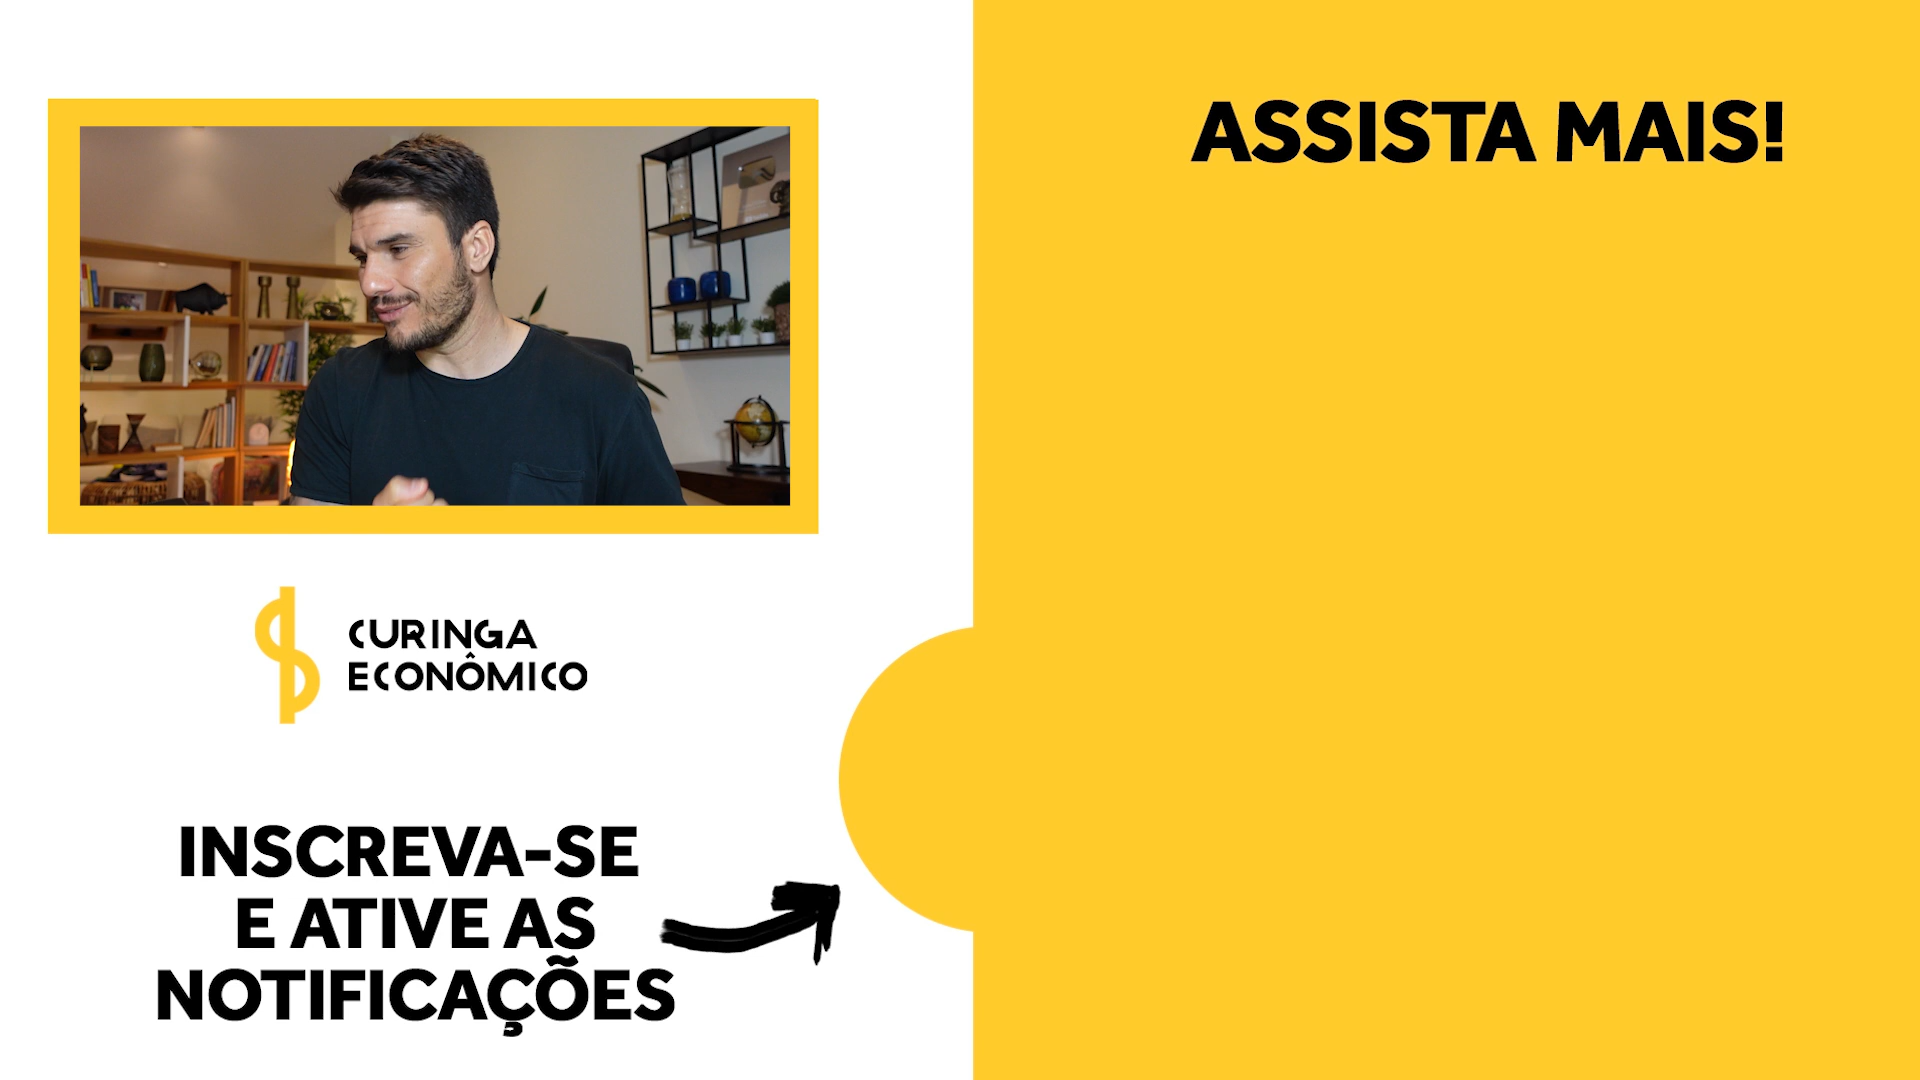 ASSISTA MAIS!
CURINGA
ECONÔMICO
INSCREVA-SE
E ATIVE AS
NOTIFICAÇÕES